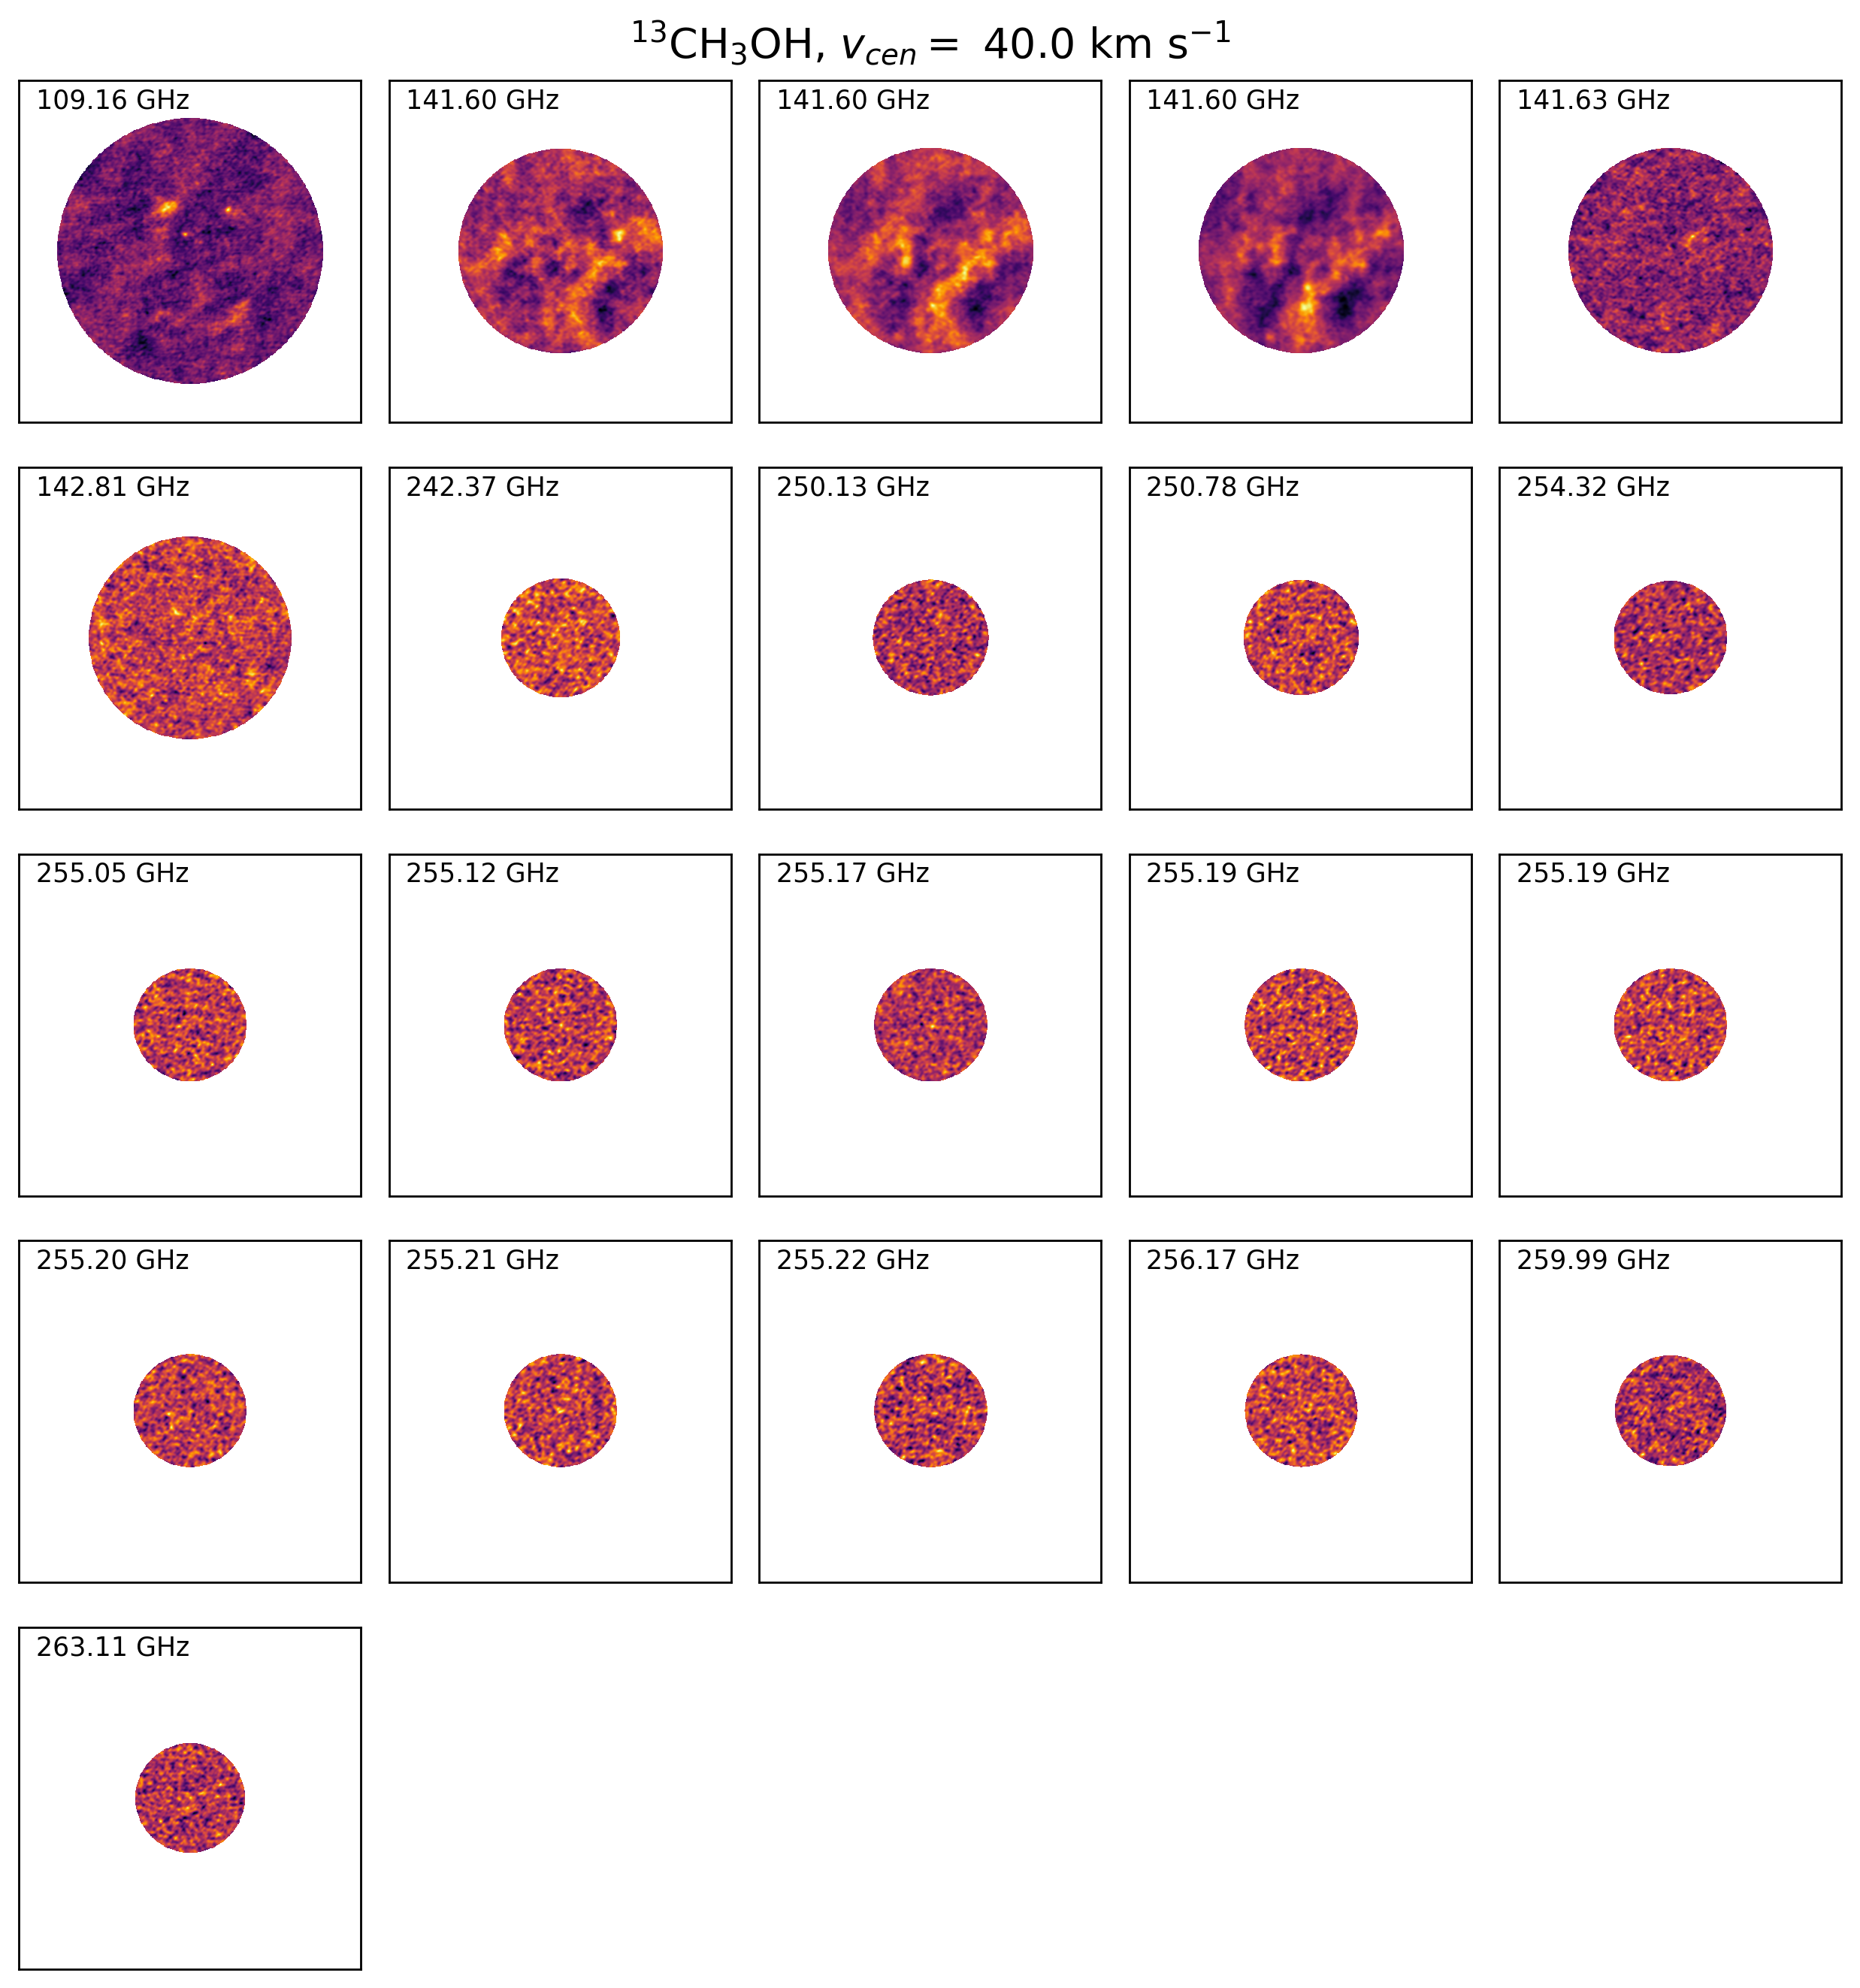 ¹³CH₃OH, v_cen = 40.0 km s⁻¹
109.16 GHz
141.60 GHz
141.60 GHz
141.60 GHz
141.63 GHz
142.81 GHz
242.37 GHz
250.13 GHz
250.78 GHz
254.32 GHz
255.05 GHz
255.12 GHz
255.17 GHz
255.19 GHz
255.19 GHz
255.20 GHz
255.21 GHz
255.22 GHz
256.17 GHz
259.99 GHz
263.11 GHz